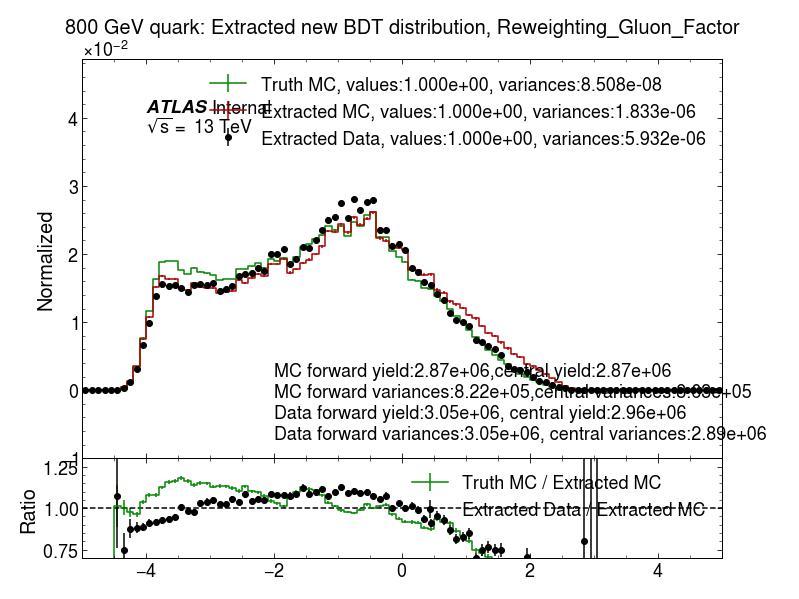 800 GeV quark: Extracted new BDT distribution, Reweighting_Gluon_Factor
×10−2
Truth MC, values:1.000e+00, variances:8.508e-08
ATLAS Internal
Extracted MC, values:1.000e+00, variances:1.833e-06
√s = 13 TeV
Extracted Data, values:1.000e+00, variances:5.932e-06
4
3
2
1
0
Normalized
MC forward yield:2.87e+06,central yield:2.87e+06
MC forward variances:8.22e+05,central variances:
Data forward yield:3.05e+06, central yield:2.96e+06
Data forward variances:3.05e+06, central variances:2.89e+06
1.25
1.00
0.75
Ratio
Truth MC / Extracted MC
Extracted Data / Extracted MC
−4
−2
0
2
4